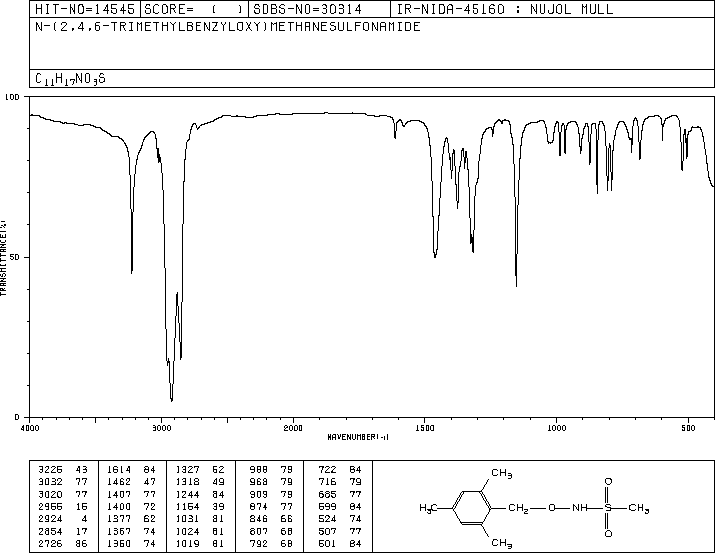 HIT-NO=14545 SCORE= ( ) SDBS-NO=30314 IR-NIDA-45160 : NUJOL MULL
N-(2,4,6-TRIMETHYLBENZYLOXY)METHANESULFONAMIDE
C11H17NO3S
100
50
0
TRANSMITTANCE(%)
4000 3000 2000 1500 1000 500
WAVENUMBER(-1)
3225 43 1614 84 1327 52 988 79 722 84
3032 77 1462 47 1318 49 968 79 716 79
3020 77 1407 77 1244 84 909 79 685 77
2955 16 1400 72 1154 39 874 77 599 84
2924 4 1377 62 1031 81 846 66 524 74
2854 17 1367 74 1024 81 807 68 507 77
2726 86 1350 74 1019 81 792 68 501 84
CH3
O
H3C CH2 O NH S CH3
O
CH3